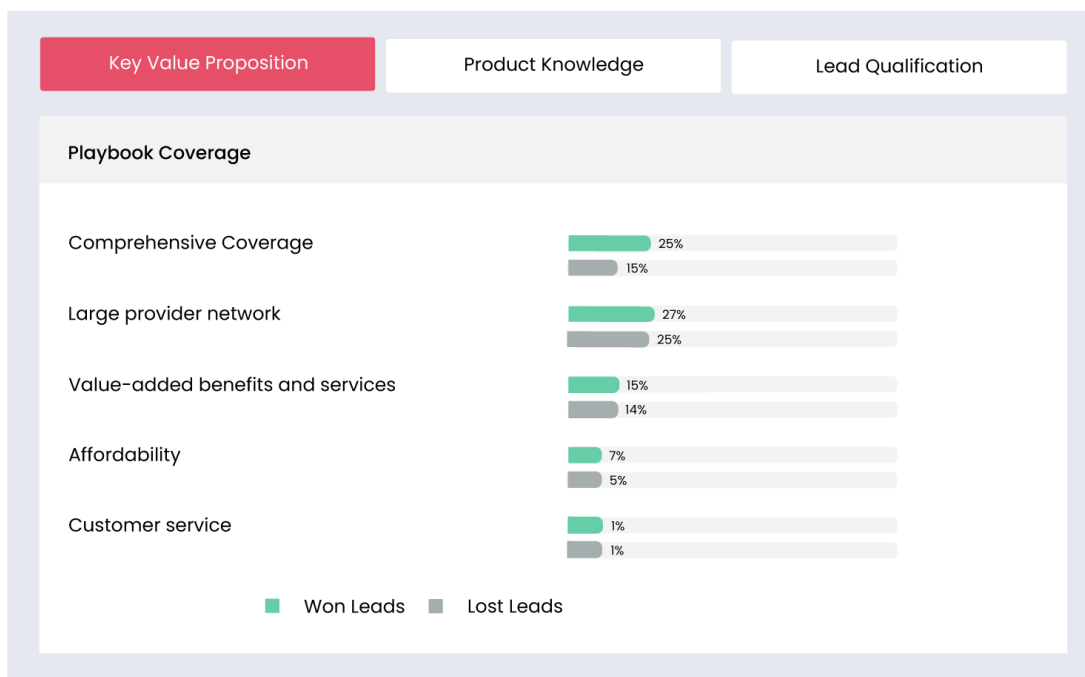 Key Value Proposition
Product Knowledge
Lead Qualification
Playbook Coverage
Comprehensive Coverage
25%
15%
Large provider network
27%
25%
Value-added benefits and services
15%
14%
Affordability
7%
5%
Customer service
1%
1%
Won Leads
Lost Leads